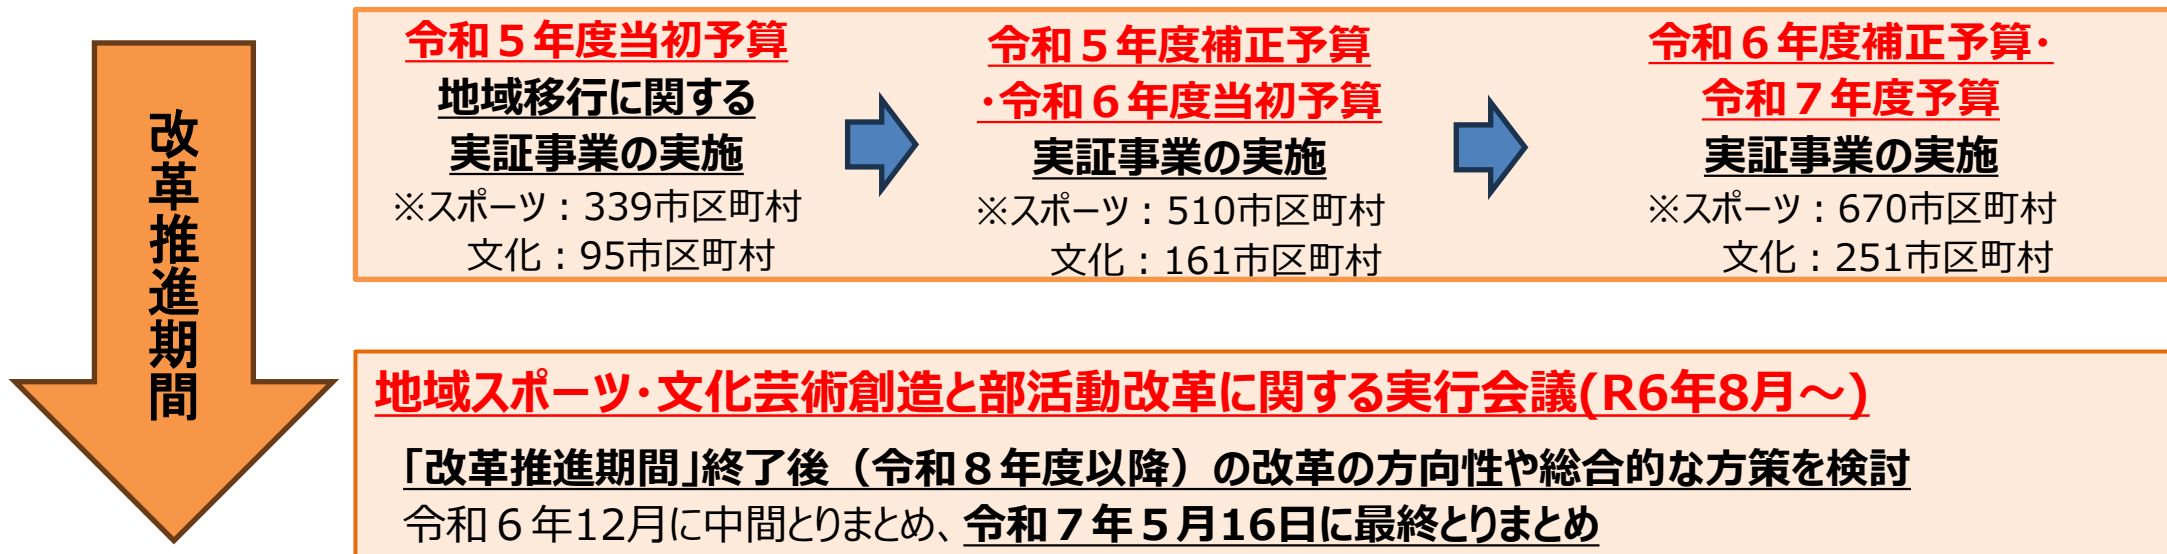 改革推進期間
令和５年度当初予算
地域移行に関する
実証事業の実施
※スポーツ：339市区町村
文化：95市区町村
令和５年度補正予算
・令和６年度当初予算
実証事業の実施
※スポーツ：510市区町村
文化：161市区町村
令和６年度補正予算・
令和７年度予算
実証事業の実施
※スポーツ：670市区町村
文化：251市区町村
地域スポーツ・文化芸術創造と部活動改革に関する実行会議(R6年8月～)
「改革推進期間」終了後（令和８年度以降）の改革の方向性や総合的な方策を検討
令和６年12月に中間とりまとめ、令和７年５月16日に最終とりまとめ